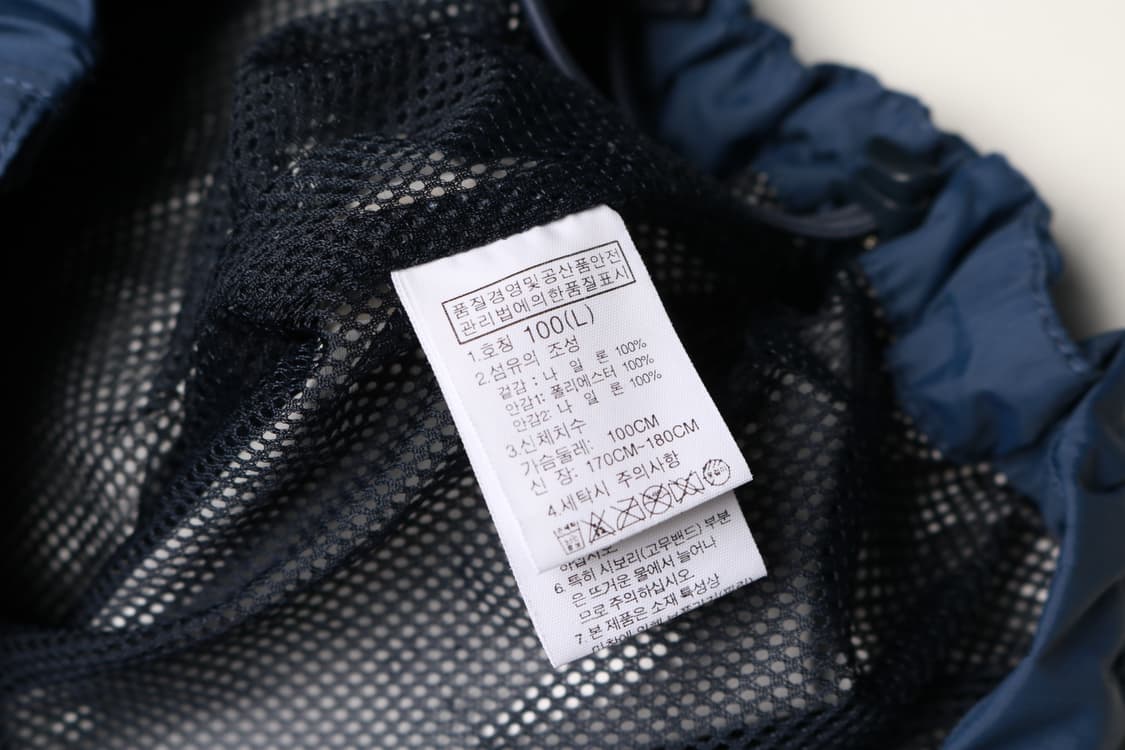 품질경영및공산품안전
관리법에의한품질표시
1.호칭 100(L)
2.섬유의 조성
겉감 : 나 일 론 100%
안감1: 폴리에스터 100%
안감2: 나 일 론 100%
3.신체치수
가슴둘레: 100CM
신 장: 170CM~180CM
4.세탁시 주의사항
6. 특히 시보리(고무밴드) 부분
은 뜨거운 물에서 늘어나
므로 주의하십시오.
7. 본 제품은 소재 특성상